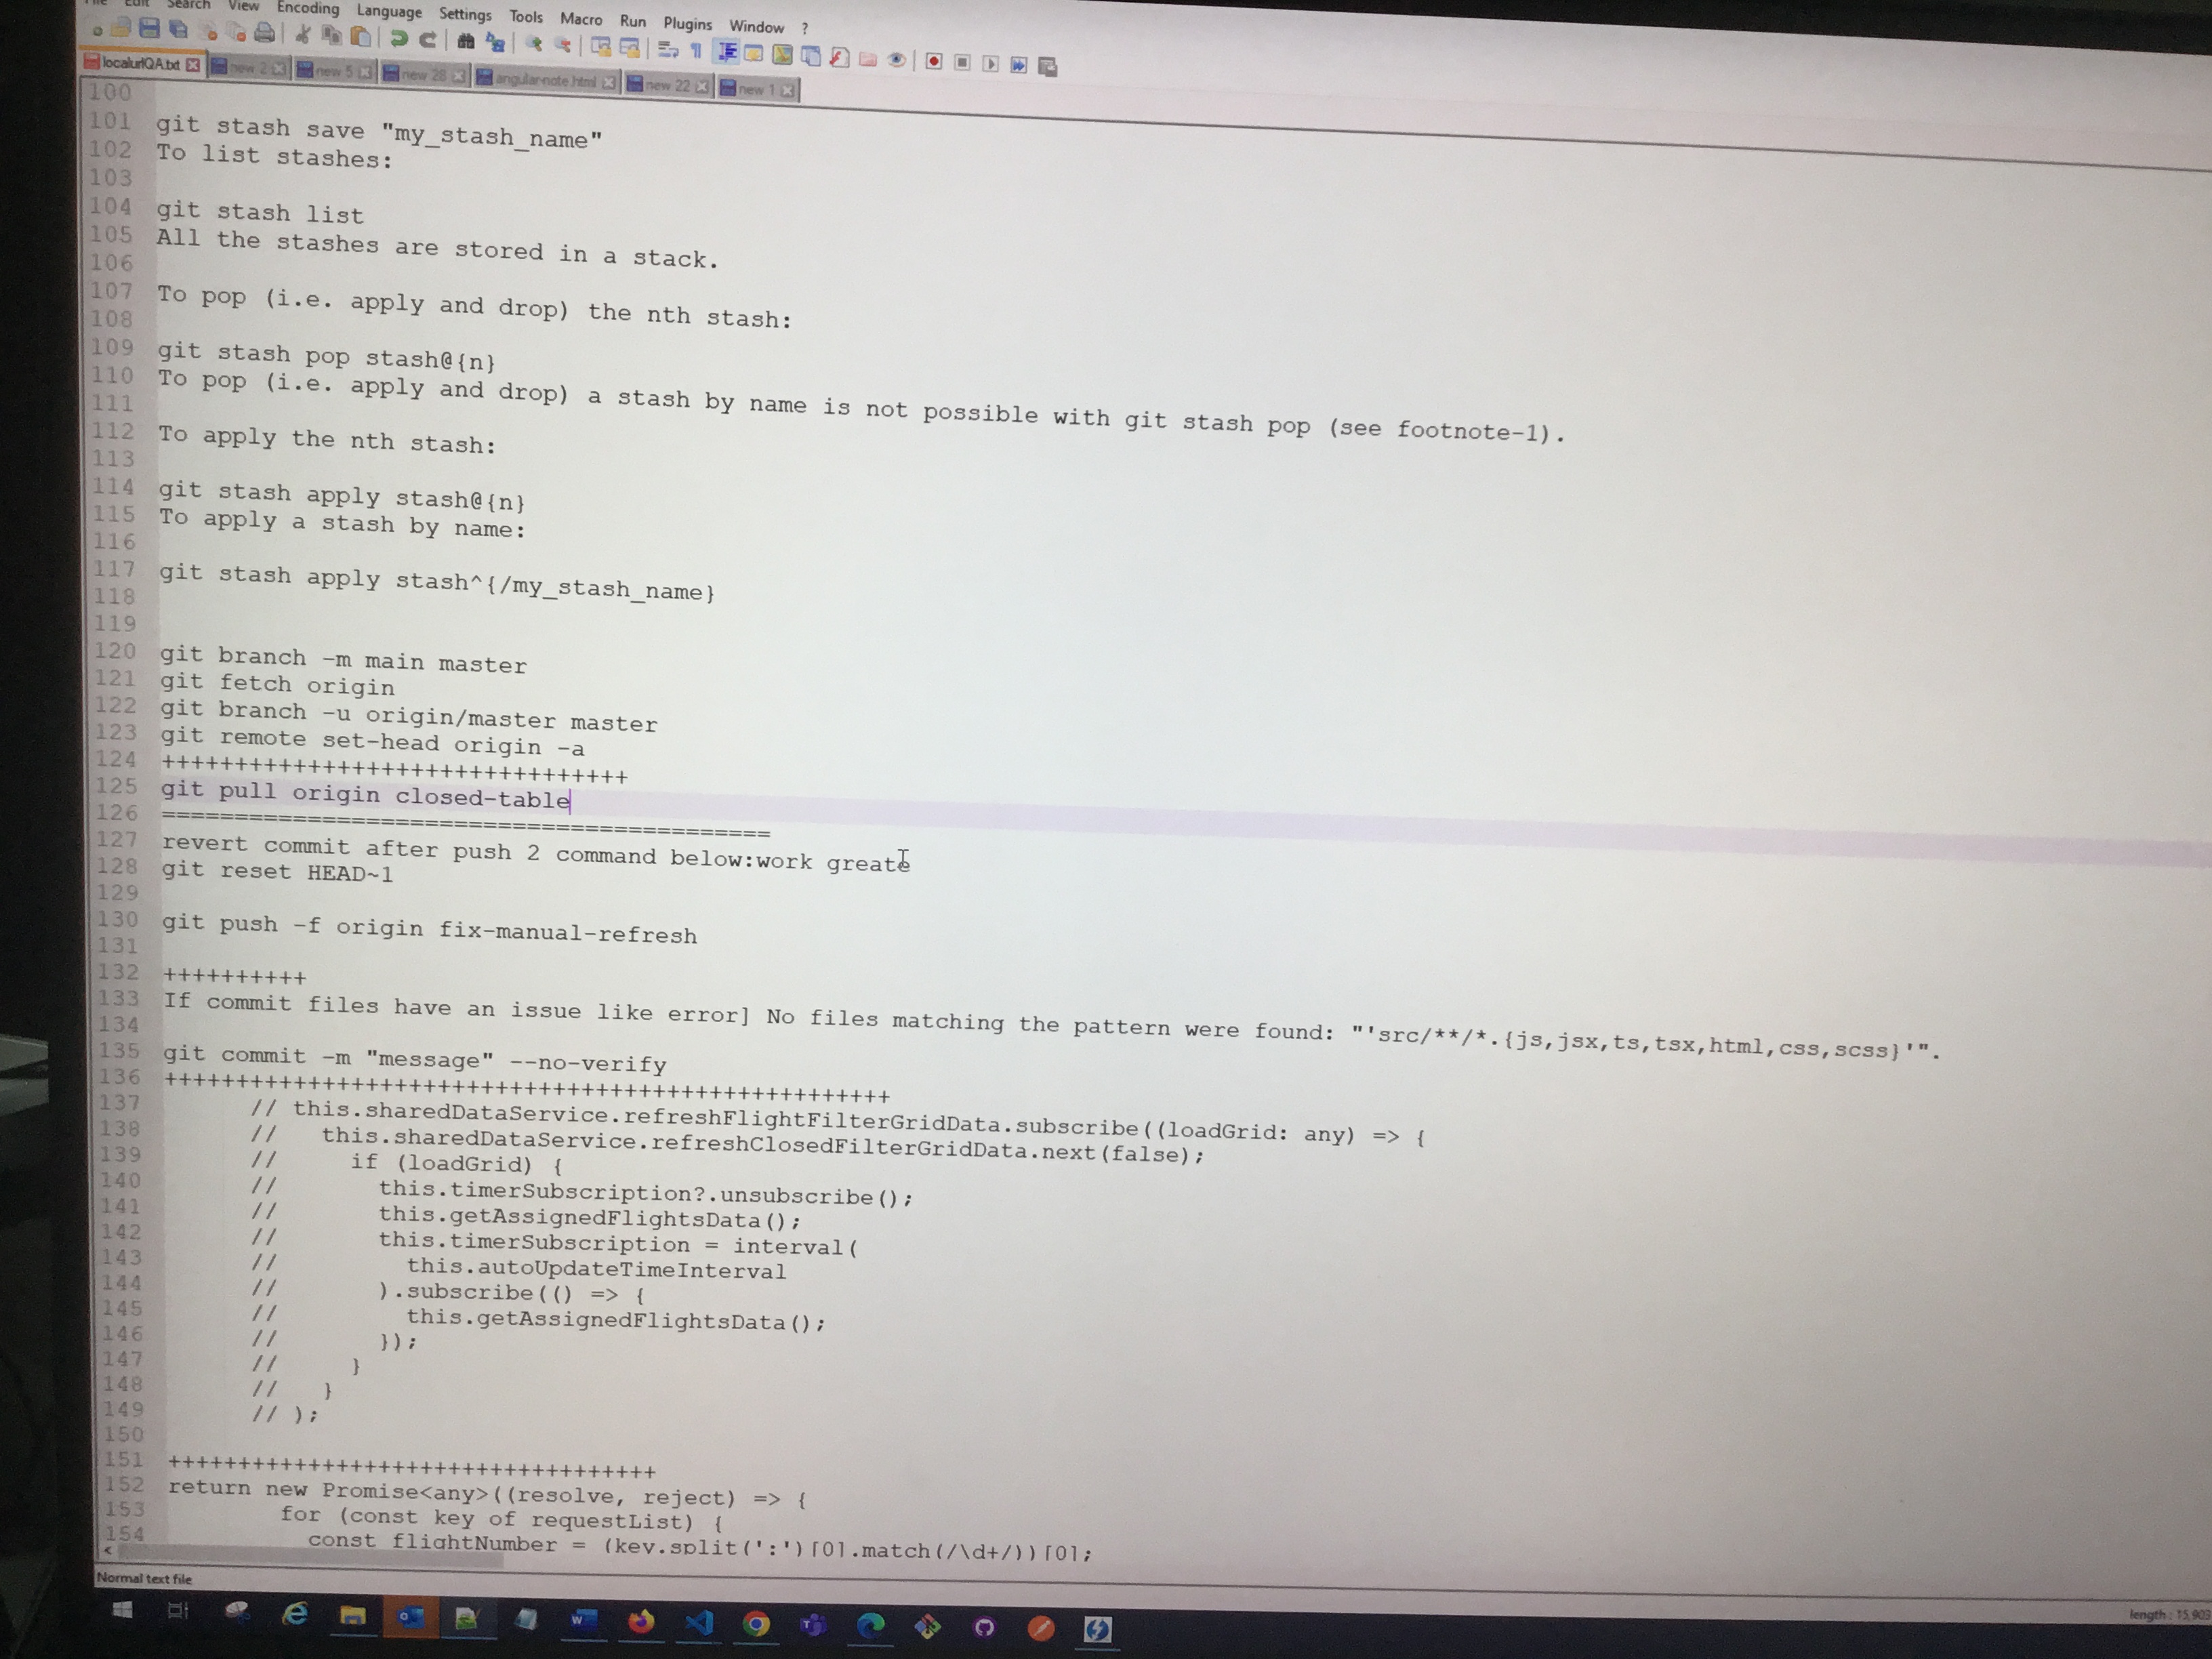 Edit Search View Encoding Language Settings Tools Macro Run Plugins Window ?
localurlQA.txt new 2 new 5 new 28 angular-note.html new 22 new 1
100
101 git stash save "my_stash_name"
102 To list stashes:
103
104 git stash list
105 All the stashes are stored in a stack.
106
107 To pop (i.e. apply and drop) the nth stash:
108
109 git stash pop stash@{n}
110 To pop (i.e. apply and drop) a stash by name is not possible with git stash pop (see footnote-1).
111
112 To apply the nth stash:
113
114 git stash apply stash@{n}
115 To apply a stash by name:
116
117 git stash apply stash^{/my_stash_name}
118
119
120 git branch -m main master
121 git fetch origin
122 git branch -u origin/master master
123 git remote set-head origin -a
124 ++++++++++++++++++++++++++++++++
125 git pull origin closed-table
126 ==========================================
127 revert commit after push 2 command below:work greate
128 git reset HEAD~1
129
130 git push -f origin fix-manual-refresh
131
132 ++++++++++
133 If commit files have an issue like error] No files matching the pattern were found: "'src/**/*.{js,jsx,ts,tsx,html,css,scss}'".
134
135 git commit -m "message" --no-verify
136 +++++++++++++++++++++++++++++++++++++++++++++++++++
137 // this.sharedDataService.refreshFlightFilterGridData.subscribe((loadGrid: any) => {
138 // this.sharedDataService.refreshClosedFilterGridData.next(false);
139 // if (loadGrid) {
140 // this.timerSubscription?.unsubscribe();
141 // this.getAssignedFlightsData();
142 // this.timerSubscription = interval(
143 // this.autoUpdateTimeInterval
144 // ).subscribe(() => {
145 // this.getAssignedFlightsData();
146 // });
147 // }
148 // }
149 // );
150
151 +++++++++++++++++++++++++++++++++++
152 return new Promise<any>((resolve, reject) => {
153 for (const key of requestList) {
154 const flightNumber = (key.split(':')[0].match(/\d+/))[0];
Normal text file
length : 15,903